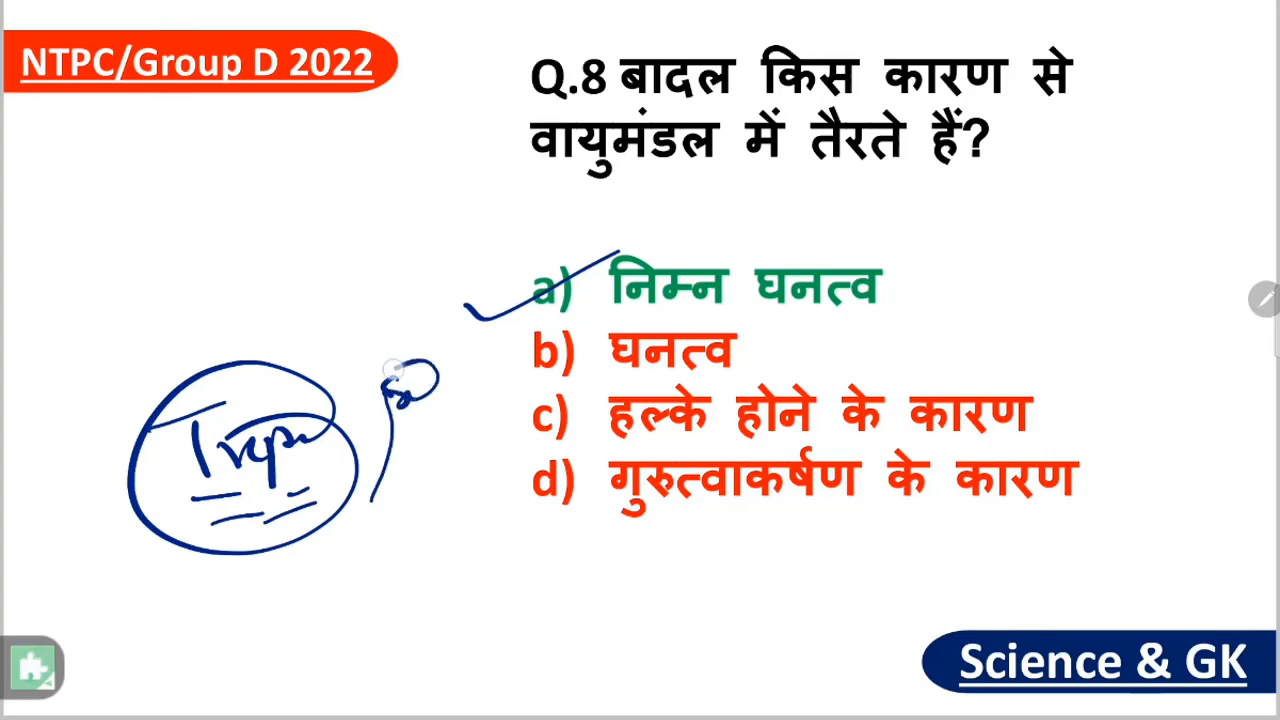 NTPC/Group D 2022
Q.8 बादल किस कारण से
वायुमंडल में तैरते हैं?
a) निम्न घनत्व
b) घनत्व
c) हल्के होने के कारण
d) गुरुत्वाकर्षण के कारण
Science & GK